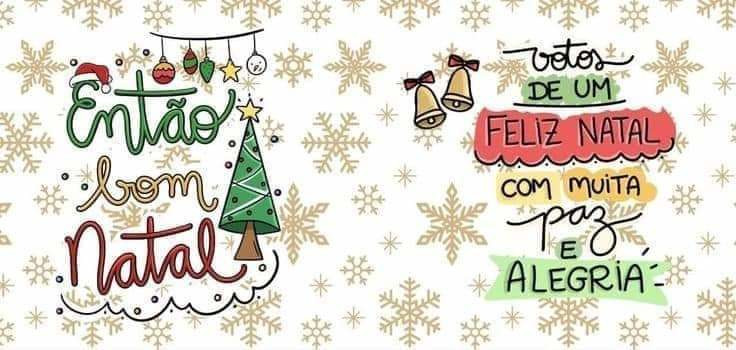 Então
bom
Natal
votos
DE UM
FELIZ NATAL
COM MUITA
paz
E
ALEGRIA